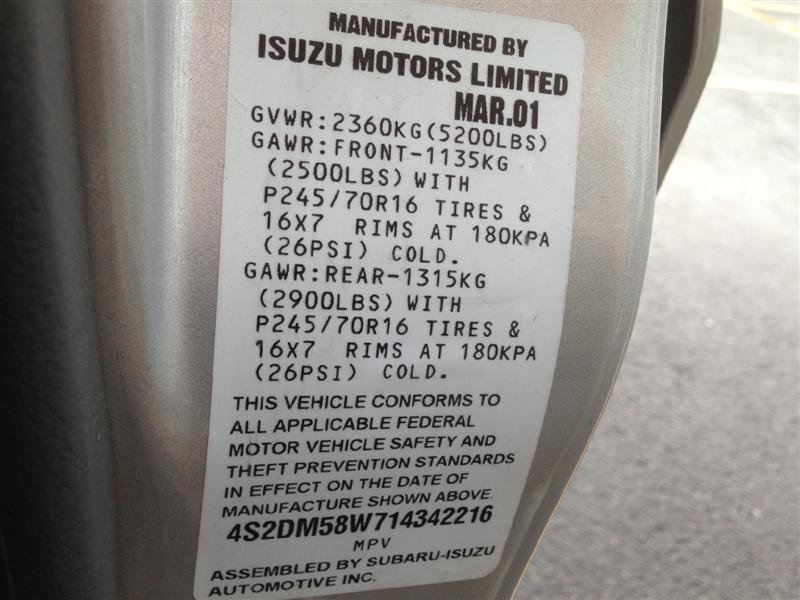 MANUFACTURED BY
ISUZU MOTORS LIMITED
MAR.01
GVWR:2360KG(5200LBS)
GAWR:FRONT-1135KG
(2500LBS) WITH
P245/70R16 TIRES &
16X7 RIMS AT 180KPA
(26PSI) COLD.
GAWR:REAR-1315KG
(2900LBS) WITH
P245/70R16 TIRES &
16X7 RIMS AT 180KPA
(26PSI) COLD.
THIS VEHICLE CONFORMS TO
ALL APPLICABLE FEDERAL
MOTOR VEHICLE SAFETY AND
THEFT PREVENTION STANDARDS
IN EFFECT ON THE DATE OF
MANUFACTURE SHOWN ABOVE.
4S2DM58W714342216
MPV
ASSEMBLED BY SUBARU-ISUZU
AUTOMOTIVE INC.